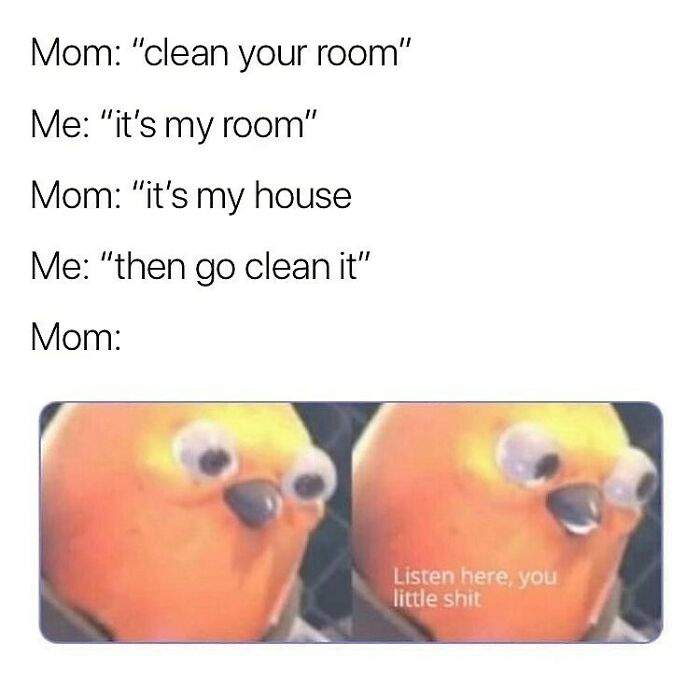 Mom: "clean your room"
Me: "it's my room"
Mom: "it's my house
Me: "then go clean it"
Mom:
Listen here, you
little shit